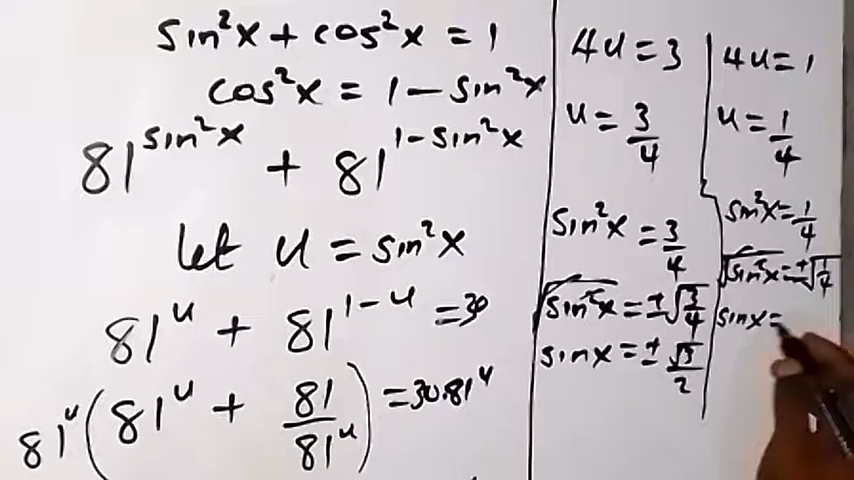 sin²x + cos²x = 1
cos²x = 1 - sin²x
81^sin²x + 81^1-sin²x
let u = sin²x
81^u + 81^1-u = 30
81^u (81^u + 81/81^u) = 30.81^u
4u = 3
u = 3/4
sin²x = 3/4
√sin²x = ±√3/4
sinx = ± √3/2
4u = 1
u = 1/4
sin²x = 1/4
√sin²x = ±√1/4
sinx =